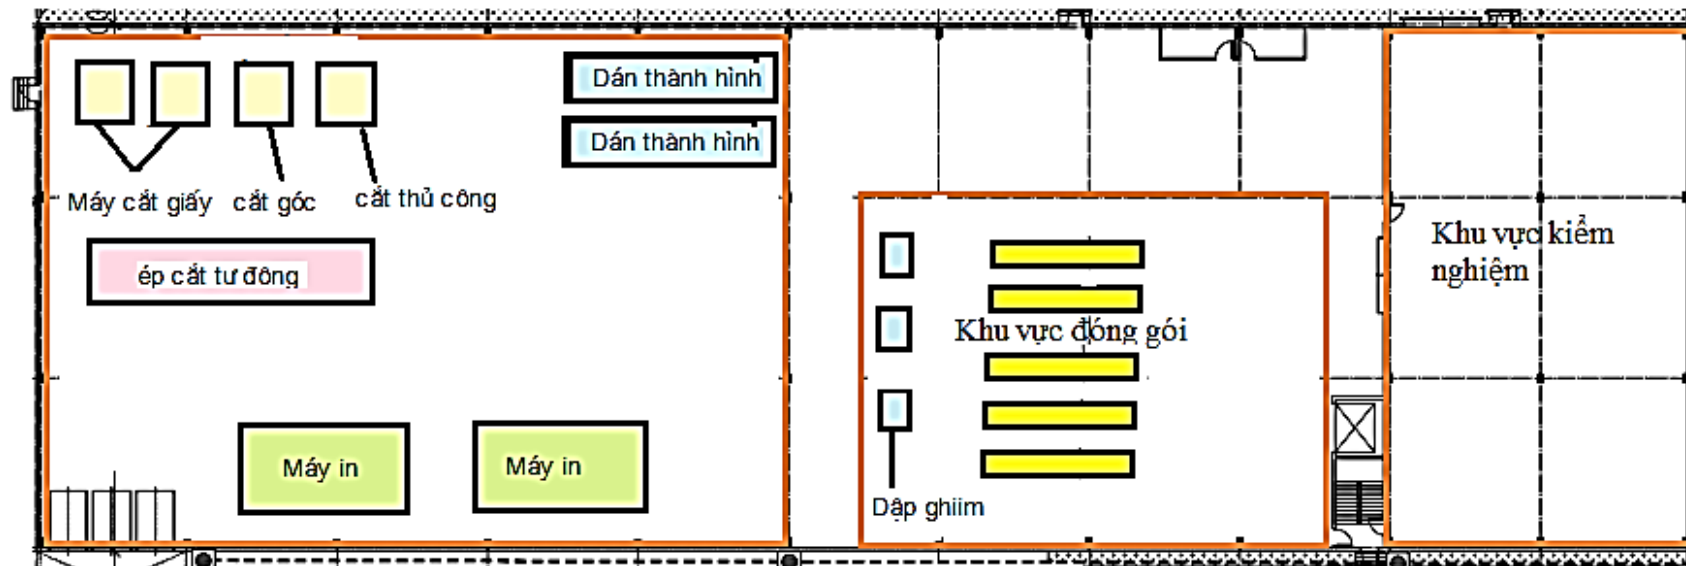 Dán thành hình
Dán thành hình
Máy cắt giấy
cắt góc
cắt thủ công
ép cắt tư đông
Máy in
Máy in
Khu vực đóng gói
Dập ghiim
Khu vực kiểm
nghiệm